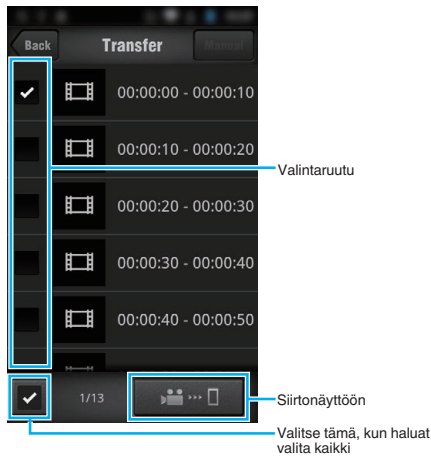 Back Transfer Manual
00:00:00 - 00:00:10
00:00:10 - 00:00:20
Valintaruutu
00:00:20 - 00:00:30
00:00:30 - 00:00:40
00:00:40 - 00:00:50
1/13
Siirtonäyttöön
Valitse tämä, kun haluat
valita kaikki